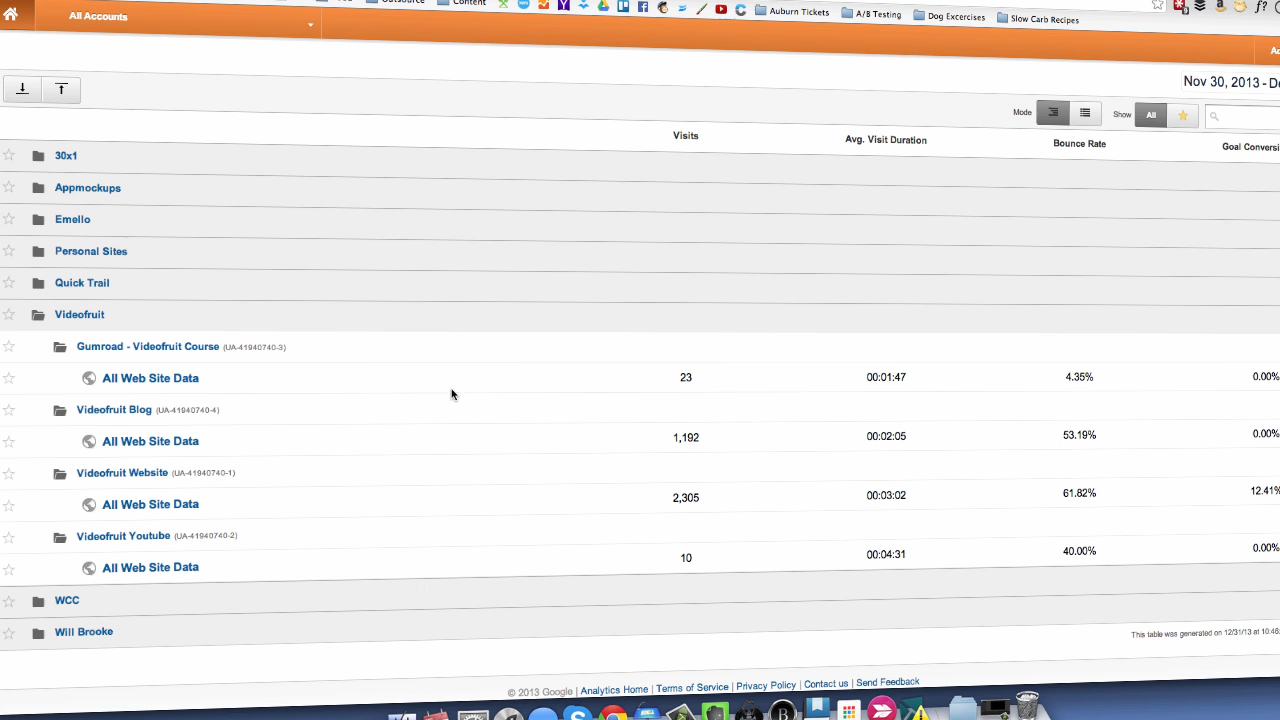 Outsource Content
Auburn Tickets A/B Testing Dog Excercises Slow Carb Recipes
All Accounts
Nov 30, 2013 -
Mode Show All
Visits Avg. Visit Duration Bounce Rate Goal
30x1
Appmockups
Emello
Personal Sites
Quick Trail
Videofruit
Gumroad - Videofruit Course (UA-41940740-3)
All Web Site Data 23 00:01:47 4.35% 0.00%
Videofruit Blog (UA-41940740-4)
All Web Site Data 1,192 00:02:05 53.19% 0.00%
Videofruit Website (UA-41940740-1)
All Web Site Data 2,305 00:03:02 61.82% 12.41%
Videofruit Youtube (UA-41940740-2)
All Web Site Data 10 00:04:31 40.00% 0.00%
WCC
Will Brooke
This table was generated on 12/31/13 at 10:46
© 2013 Google | Analytics Home | Terms of Service | Privacy Policy | Contact us | Send Feedback